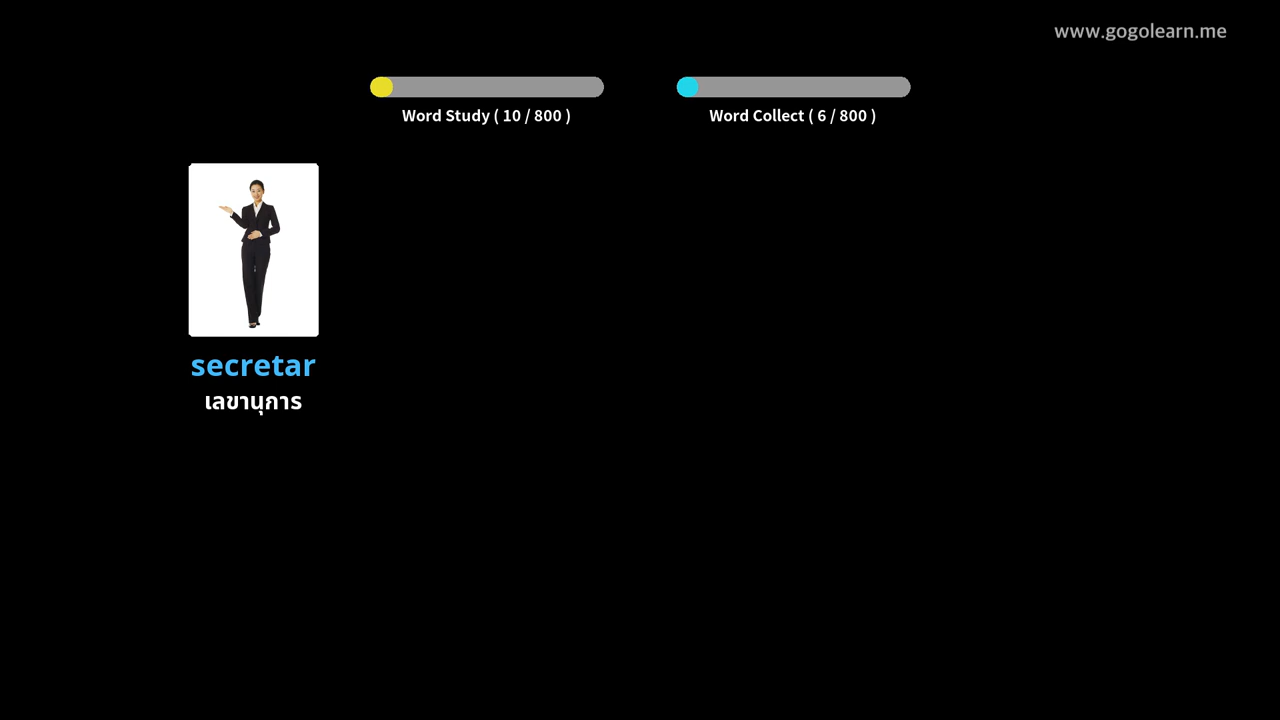 www.gogolearn.me
Word Study ( 10 / 800 )
Word Collect ( 6 / 800 )
secretar
เลขานุการ